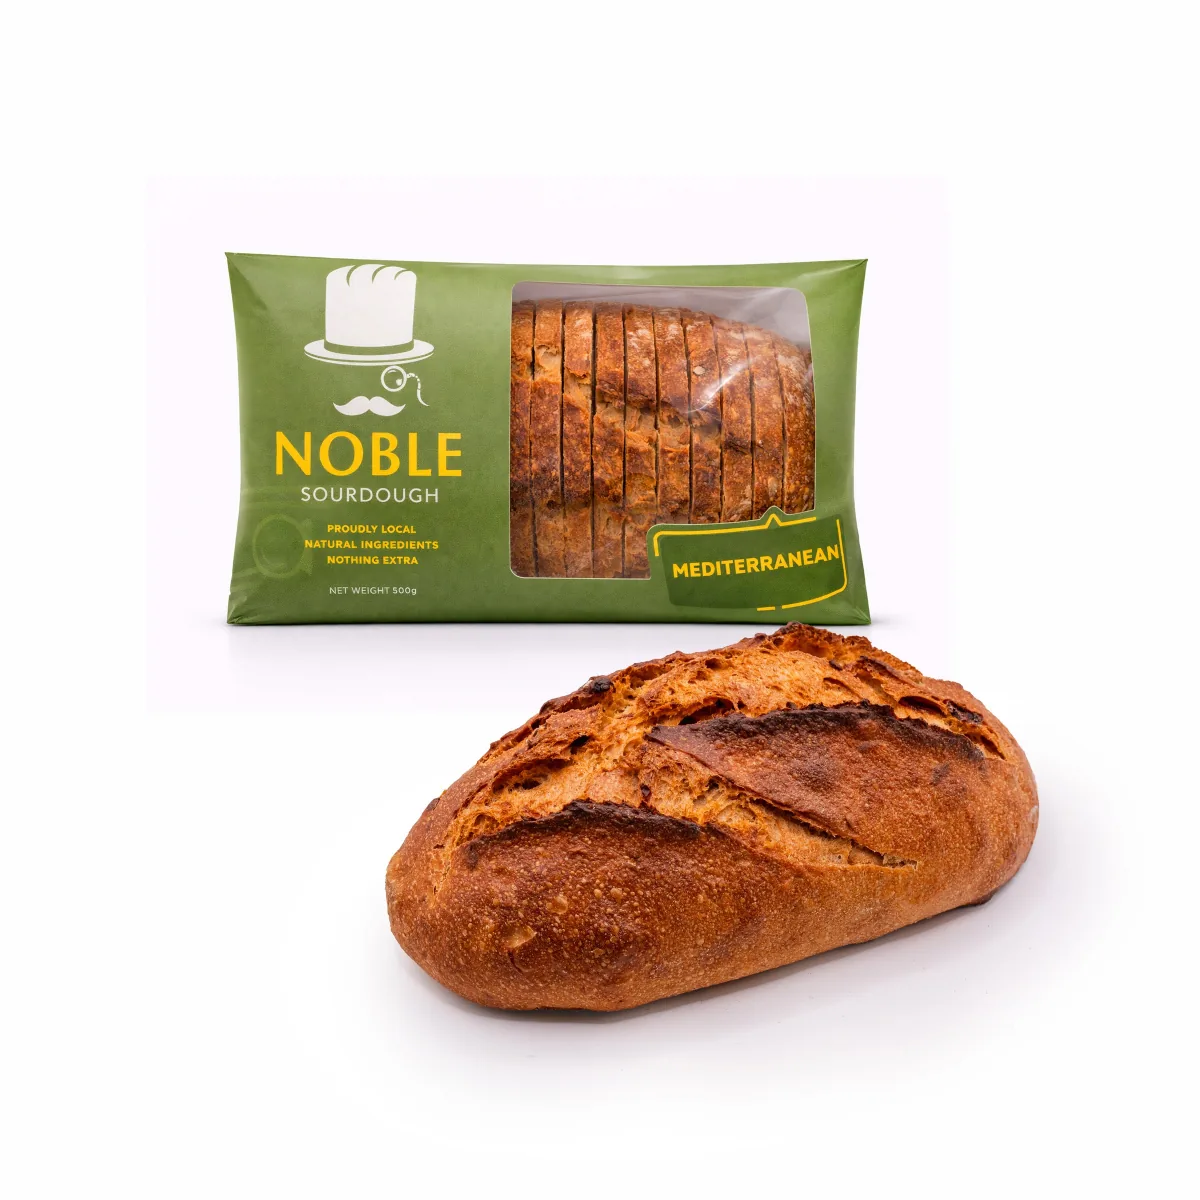 NOBLE
SOURDOUGH
PROUDLY LOCAL
NATURAL INGREDIENTS
NOTHING EXTRA
NET WEIGHT 500g
MEDITERRANEAN